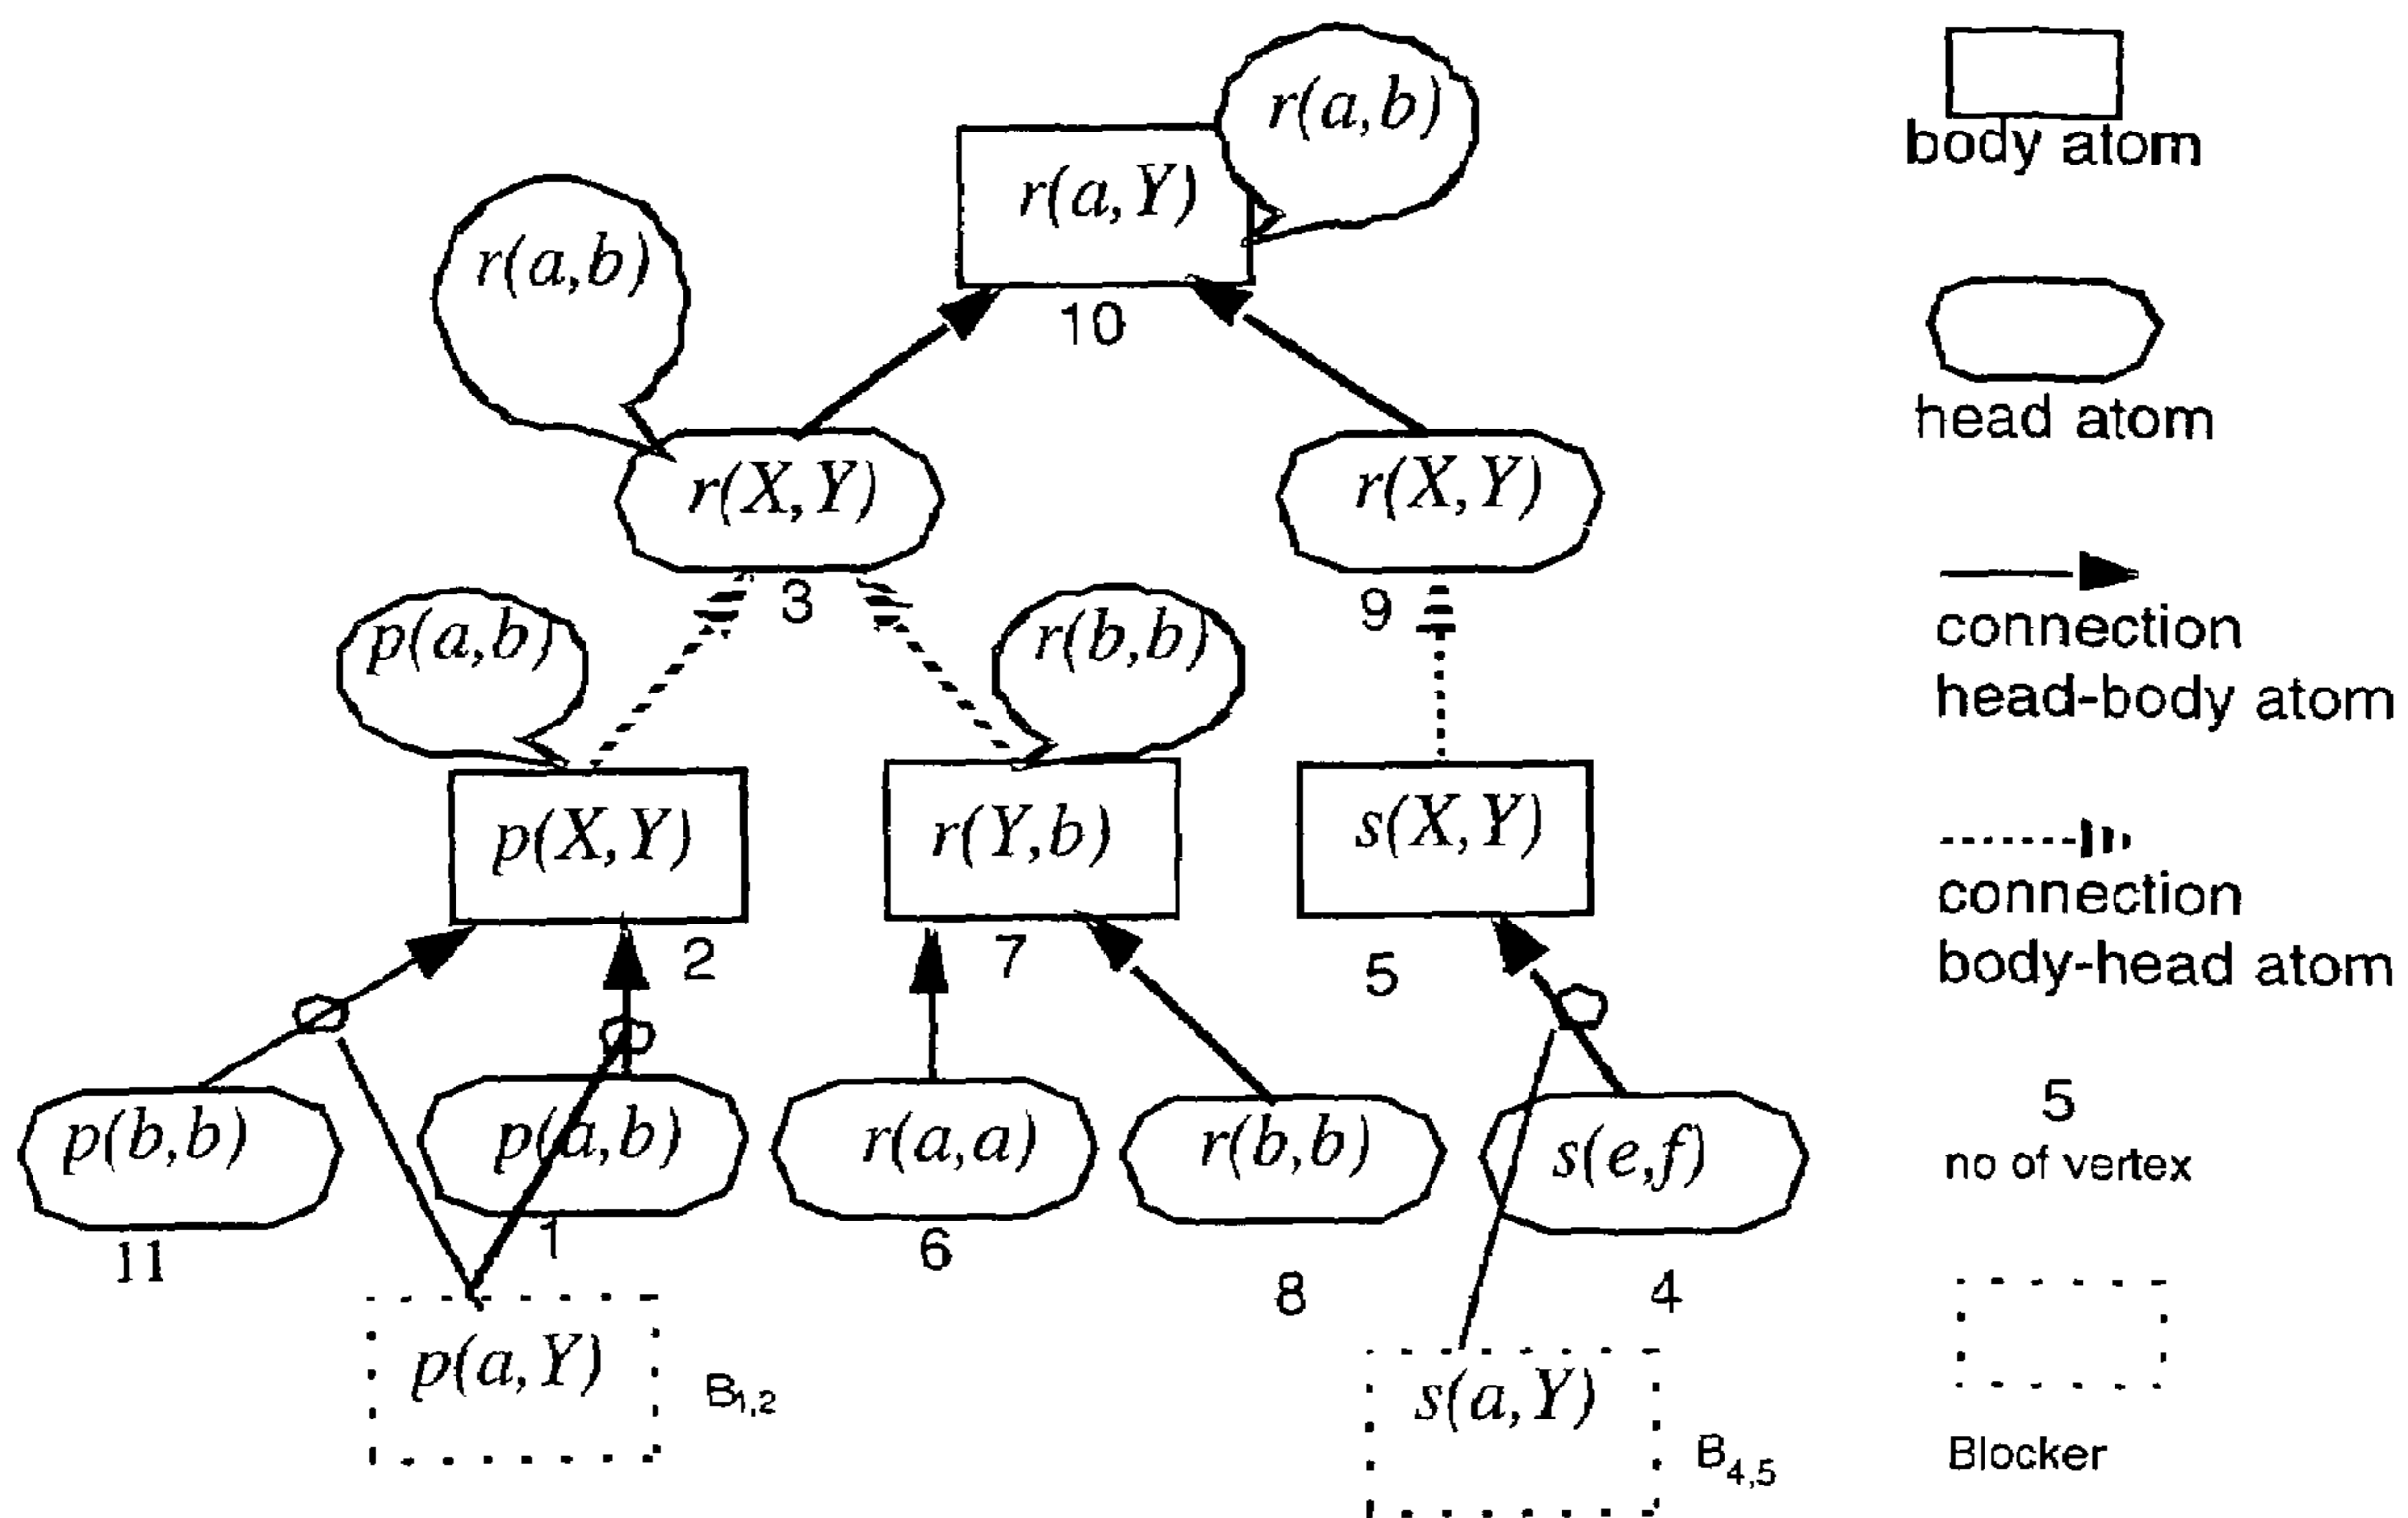 r(a,b)
r(a,Y)
10
r(a,b)
r(X,Y)
3
r(X,Y)
9
p(a,b)
r(b,b)
p(X,Y)
2
r(Y,b)
7
s(X,Y)
5
p(b,b)
11
p(a,b)
1
r(a,a)
6
r(b,b)
8
s(e,f)
4
p(a,Y)
B1,2
s(a,Y)
B4,5
body atom
head atom
connection
head-body atom
connection
body-head atom
5
no of vertex
Blocker